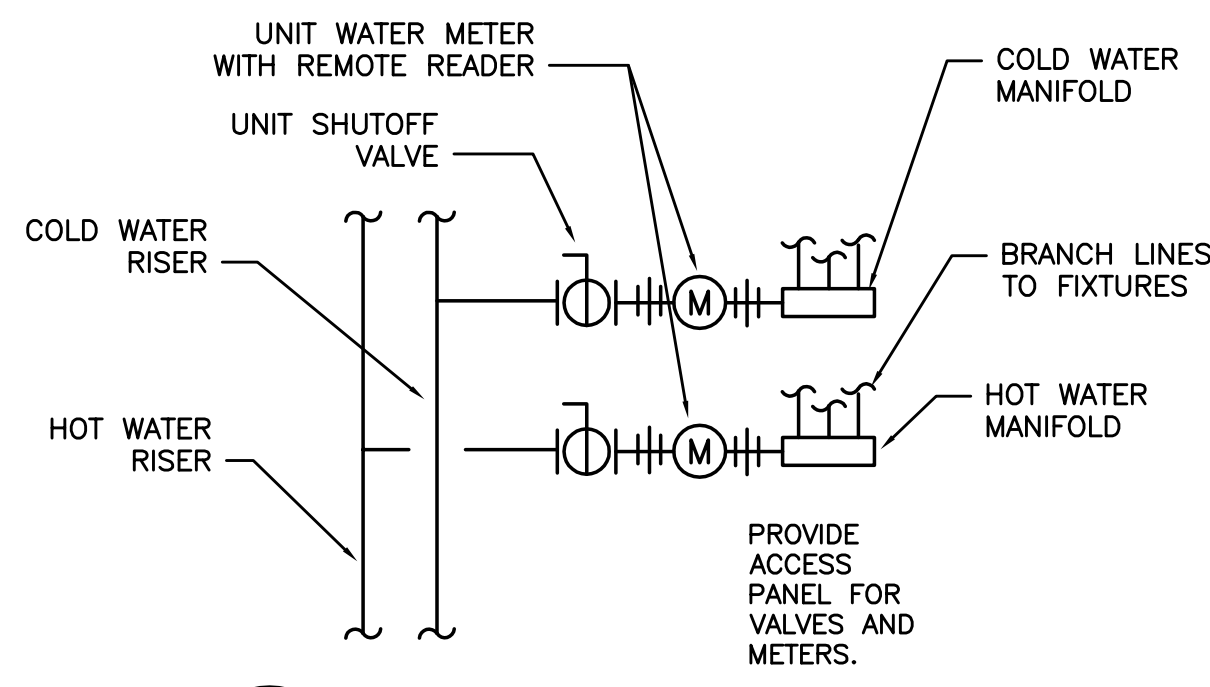 UNIT WATER METER
WITH REMOTE READER
COLD WATER
MANIFOLD
UNIT SHUTOFF
VALVE
COLD WATER
RISER
BRANCH LINES
TO FIXTURES
M
HOT WATER
MANIFOLD
HOT WATER
RISER
M
PROVIDE
ACCESS
PANEL FOR
VALVES AND
METERS.